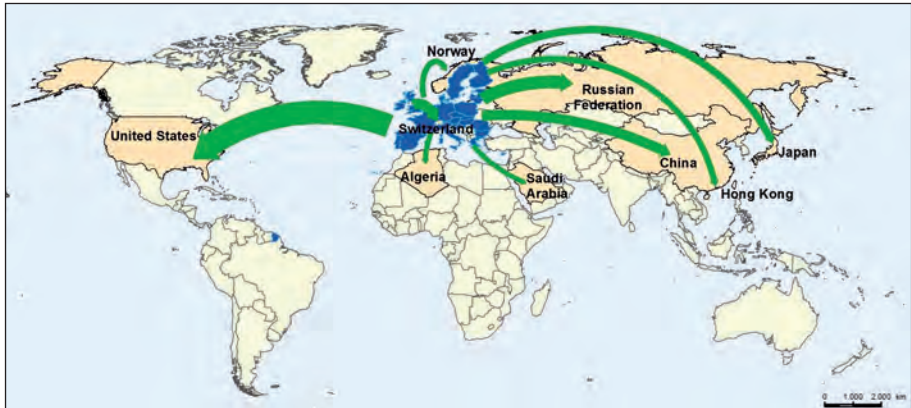 Norway
Russian
Federation
United States
Switzerland
Japan
China
Algeria
Saudi
Arabia
Hong Kong
0 1.000 2.000 km